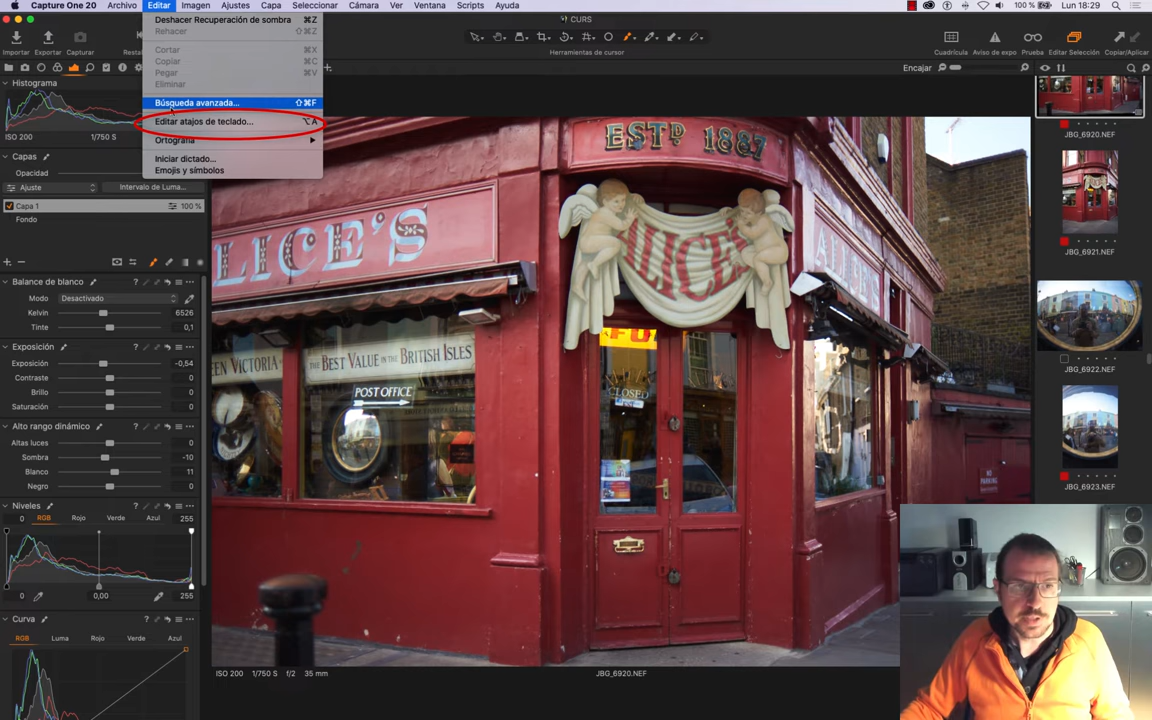 Capture One 20 Archivo Editar Imagen Ajustes Capa Seleccionar Cámara Ver Ventana Scripts Ayuda 100 % Lun 18:29
CURS
Deshacer Recuperación de sombra ⌘Z
Rehacer ⇧⌘Z
Cortar ⌘X
Copiar ⌘C
Pegar ⌘V
Eliminar
Búsqueda avanzada... ⇧⌘F
Editar atajos de teclado... ⌥A
Ortografía
Iniciar dictado...
Emojis y símbolos
Importar Exportar Capturar
Herramientas de cursor
Cuadrícula Aviso de expo Prueba Editar Selección Copiar/Aplicar
Encajar
Histograma
ISO 200 1/750 S
Capas
Opacidad
Ajuste Intervalo de Luma...
Capa 1 100 %
Fondo
Balance de blanco
Modo Desactivado
Kelvin 6526
Tinte 0,1
Exposición
Exposición -0,54
Contraste 0
Brillo 0
Saturación 0
Alto rango dinámico
Altas luces 0
Sombra -10
Blanco 11
Negro 0
Niveles
0 RGB Rojo Verde Azul 255
0 0,00 255
Curva
RGB Luma Rojo Verde Azul
ESTD 1887
LICE'S
ALICE'S
ALICE'S
EEN VICTORIA
THE BEST VALUE IN THE BRITISH ISLES
POST OFFICE
CLOSED
NO
PARKING
ISO 200 1/750 S f/2 35 mm
JBG_6920.NEF
JBG_6920.NEF
JBG_6921.NEF
JBG_6922.NEF
JBG_6923.NEF